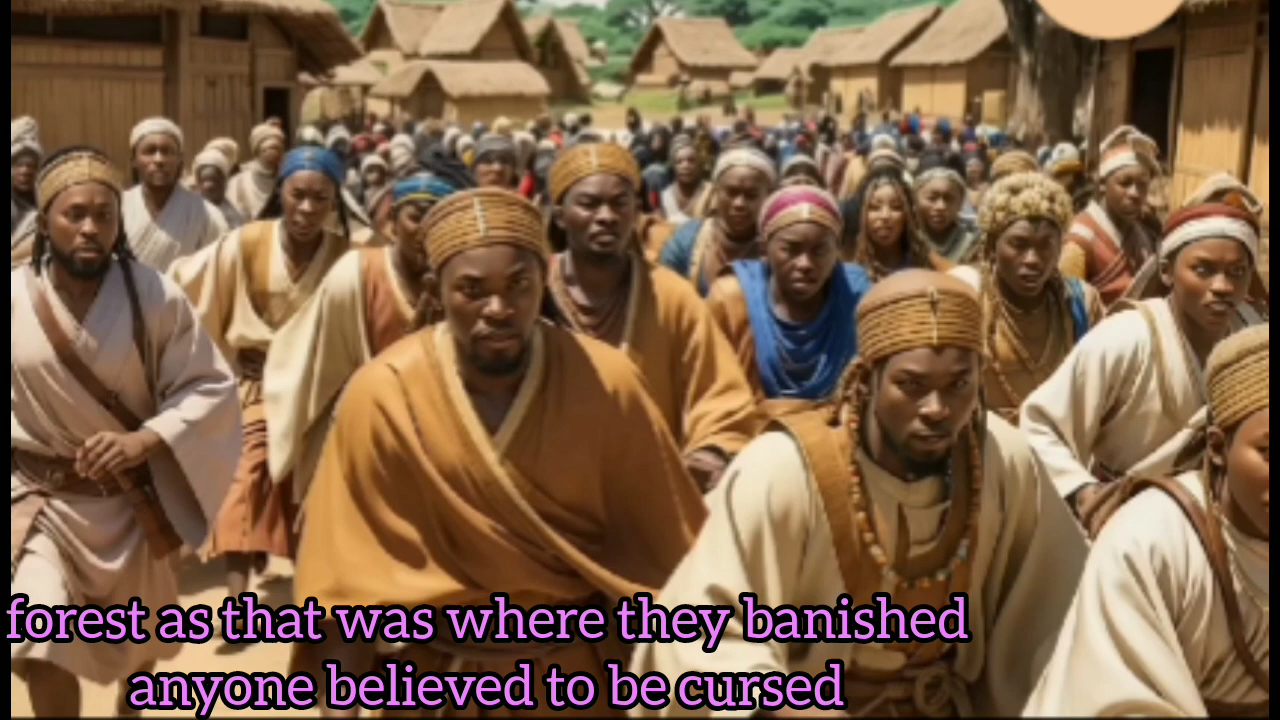 forest as that was where they banished
anyone believed to be cursed